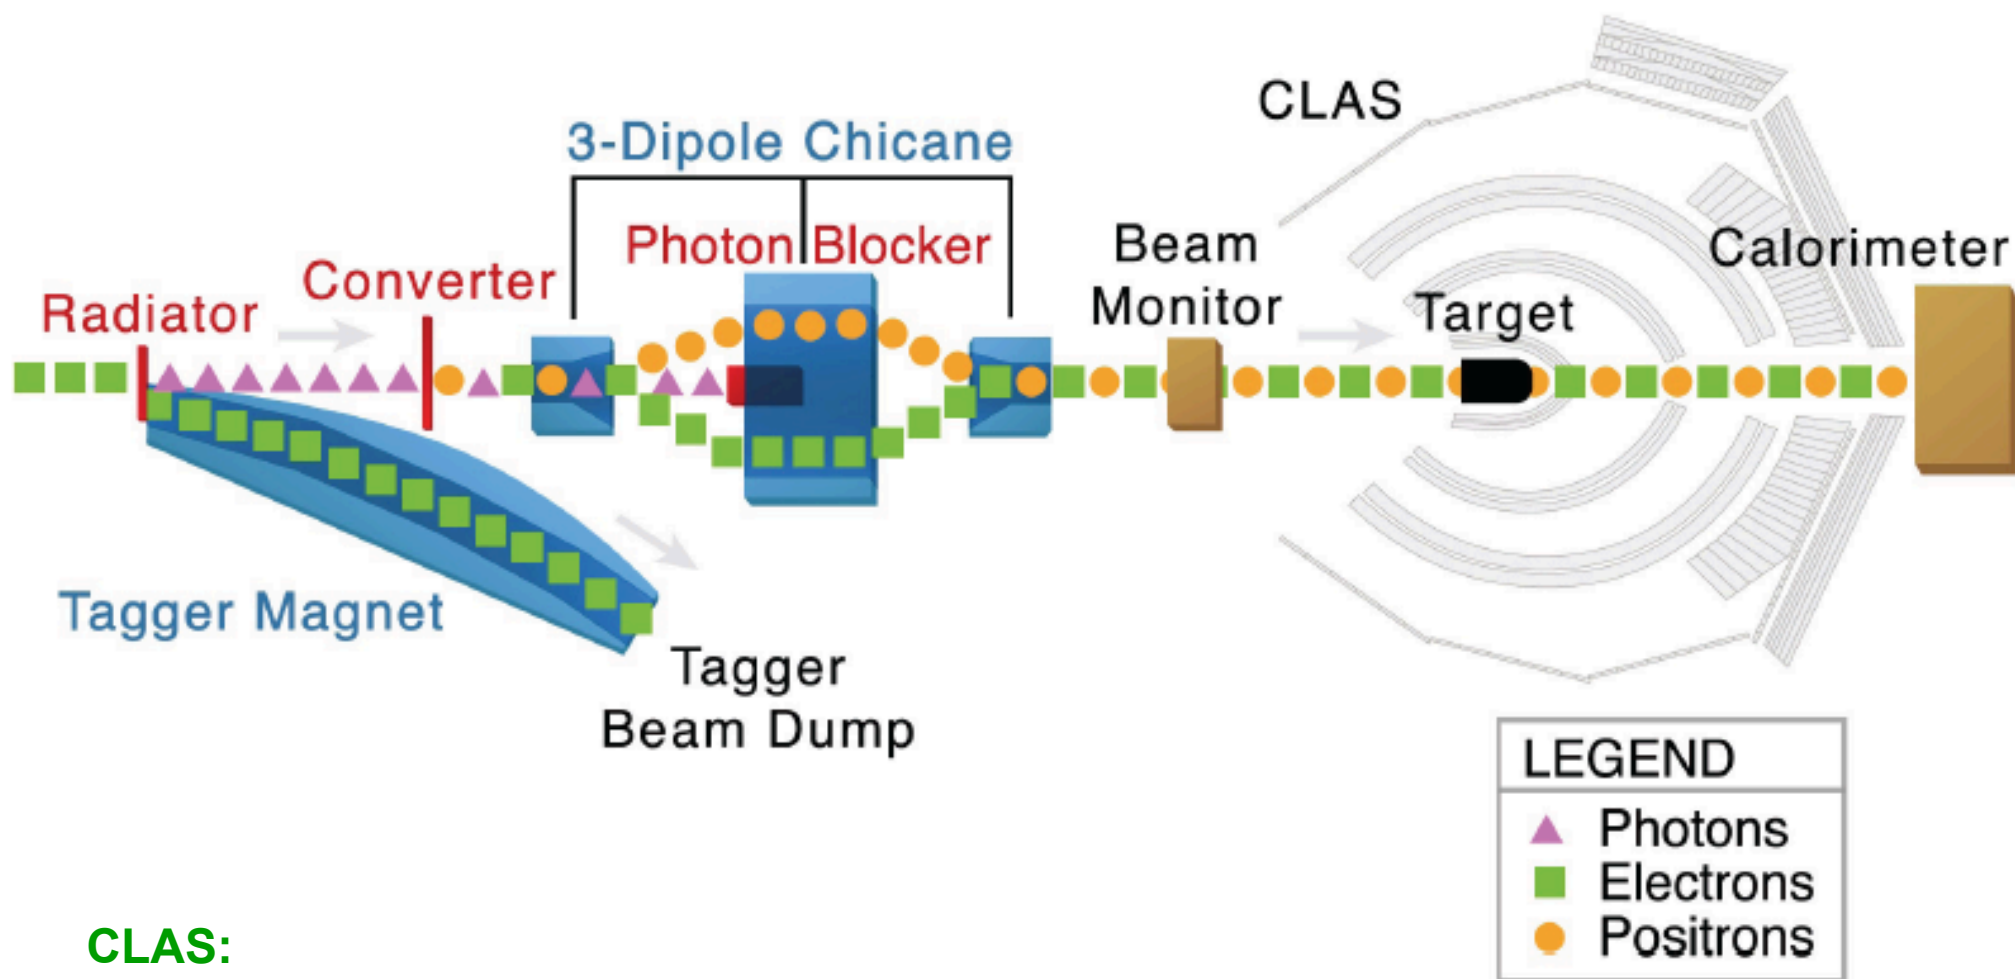 CLAS
3-Dipole Chicane
Photon Blocker
Beam
Monitor
Calorimeter
Converter
Radiator
Target
Tagger Magnet
Tagger
Beam Dump
LEGEND
Photons
Electrons
Positrons
CLAS: